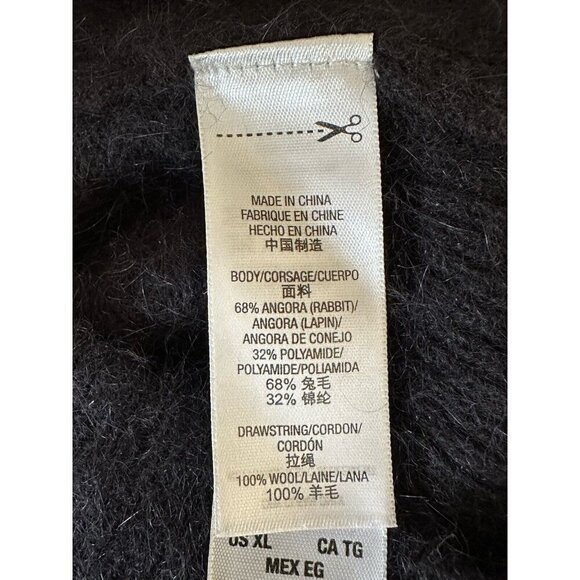 MADE IN CHINA
FABRIQUE EN CHINE
HECHO EN CHINA
中国制造
BODY/CORSAGE/CUERPO
面料
68% ANGORA (RABBIT)/
ANGORA (LAPIN)/
ANGORA DE CONEJO
32% POLYAMIDE/
POLYAMIDE/POLIAMIDA
68% 兔毛
32% 锦纶
DRAWSTRING/CORDON/
CORDÓN
拉绳
100% WOOL/LAINE/LANA
100% 羊毛
US XL CA TG
MEX EG